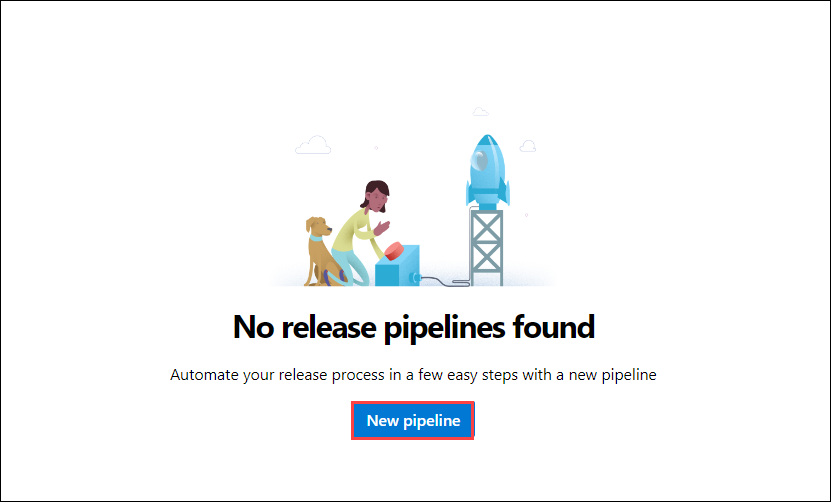 No release pipelines found
Automate your release process in a few easy steps with a new pipeline
New pipeline